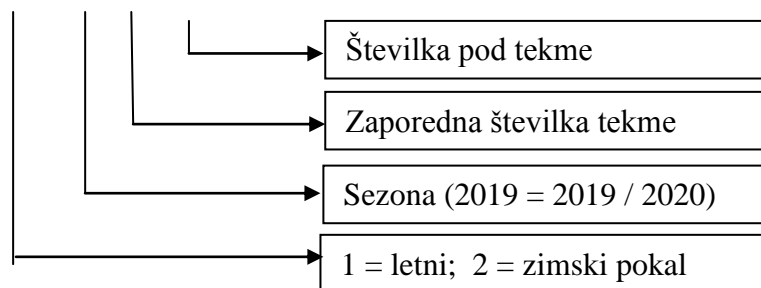 Številka pod tekme
Zaporedna številka tekme
Sezona (2019 = 2019 / 2020)
1 = letni; 2 = zimski pokal